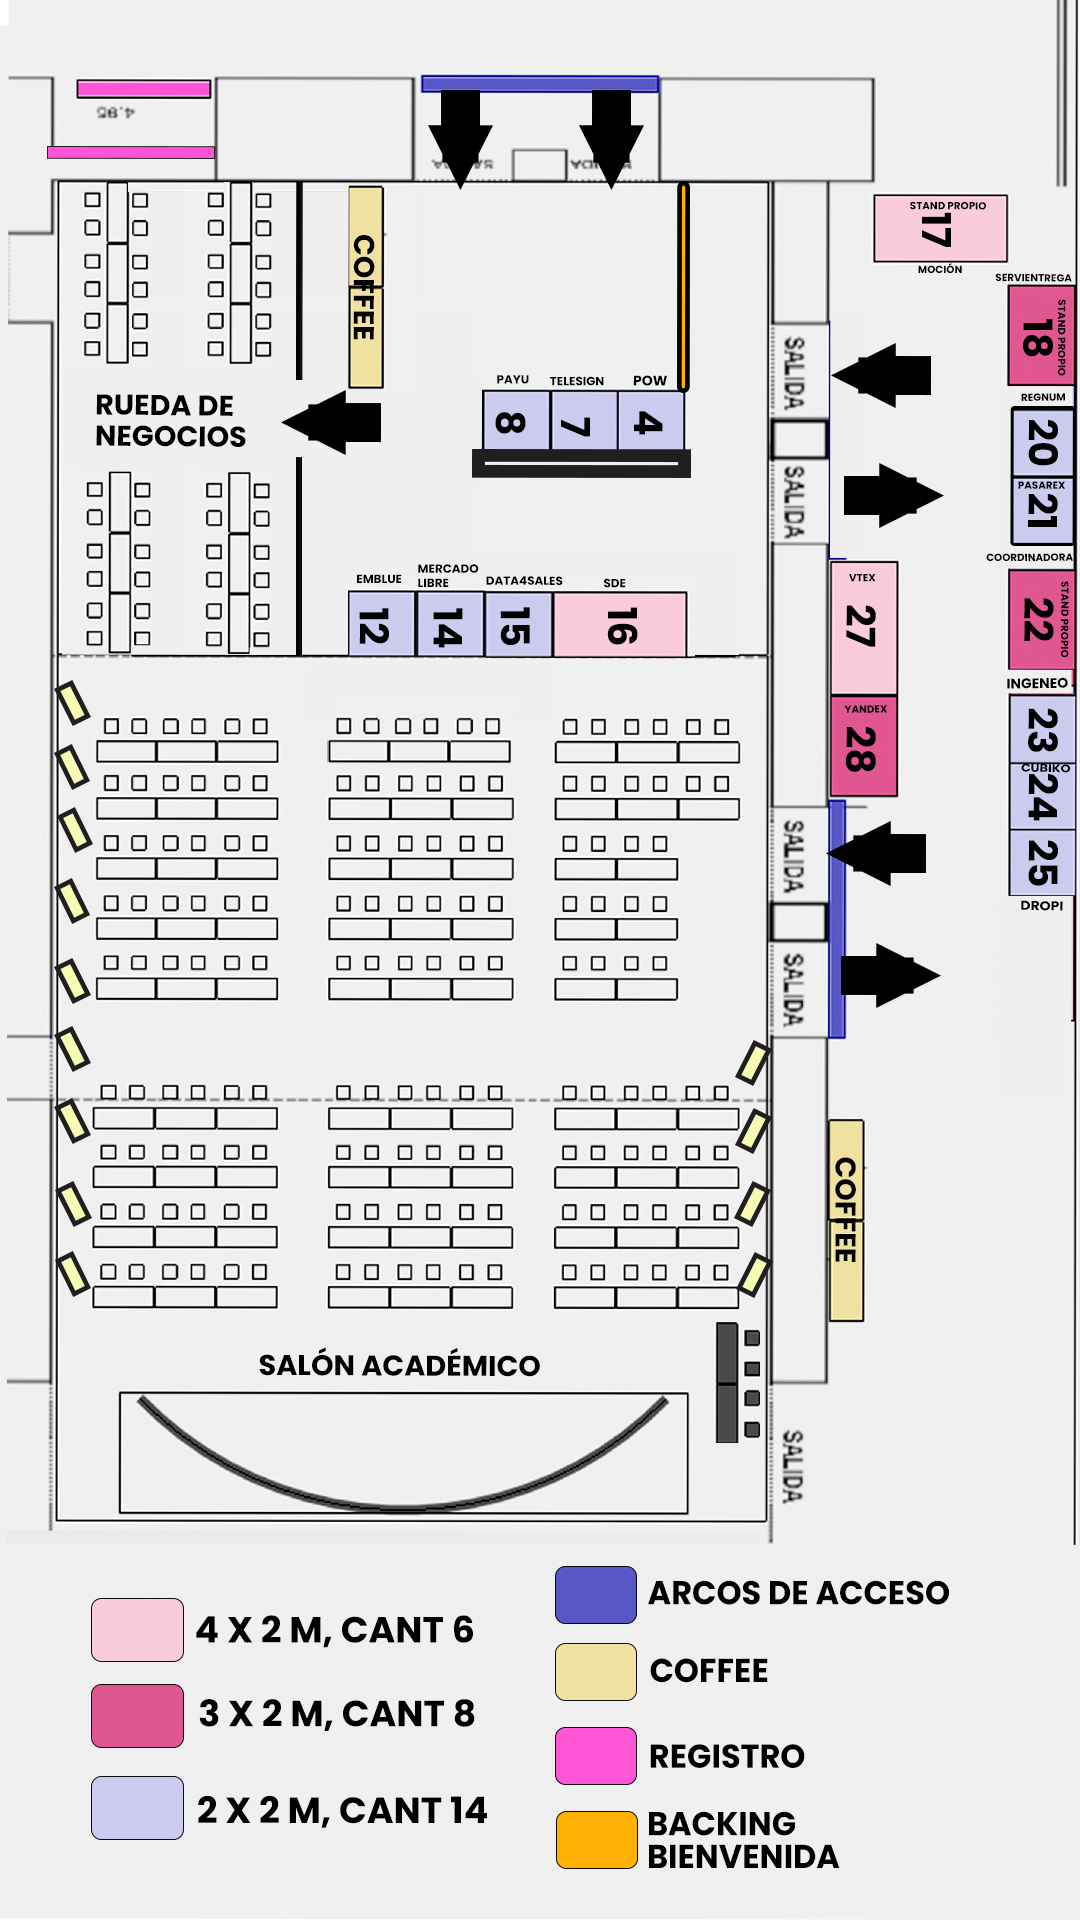 4.95
SALIDA
STAND PROPIO
17
MOCIÓN
SERVIENTREGA
STAND PROPIO
18
COFFEE
SALIDA
PAYU
TELESIGN
POW
8
7
4
REGNUM
20
RUEDA DE
NEGOCIOS
SALIDA
PASAREX
21
COORDINADORA
EMBLUE
MERCADO
LIBRE
DATA4SALES
SDE
12
14
15
16
VTEX
27
STAND PROPIO
22
INGENEO
YANDEX
28
23
CUBIKO
24
SALIDA
25
DROPI
SALIDA
COFFEE
SALÓN ACADÉMICO
SALIDA
4 X 2 M, CANT 6
3 X 2 M, CANT 8
2 X 2 M, CANT 14
ARCOS DE ACCESO
COFFEE
REGISTRO
BACKING
BIENVENIDA